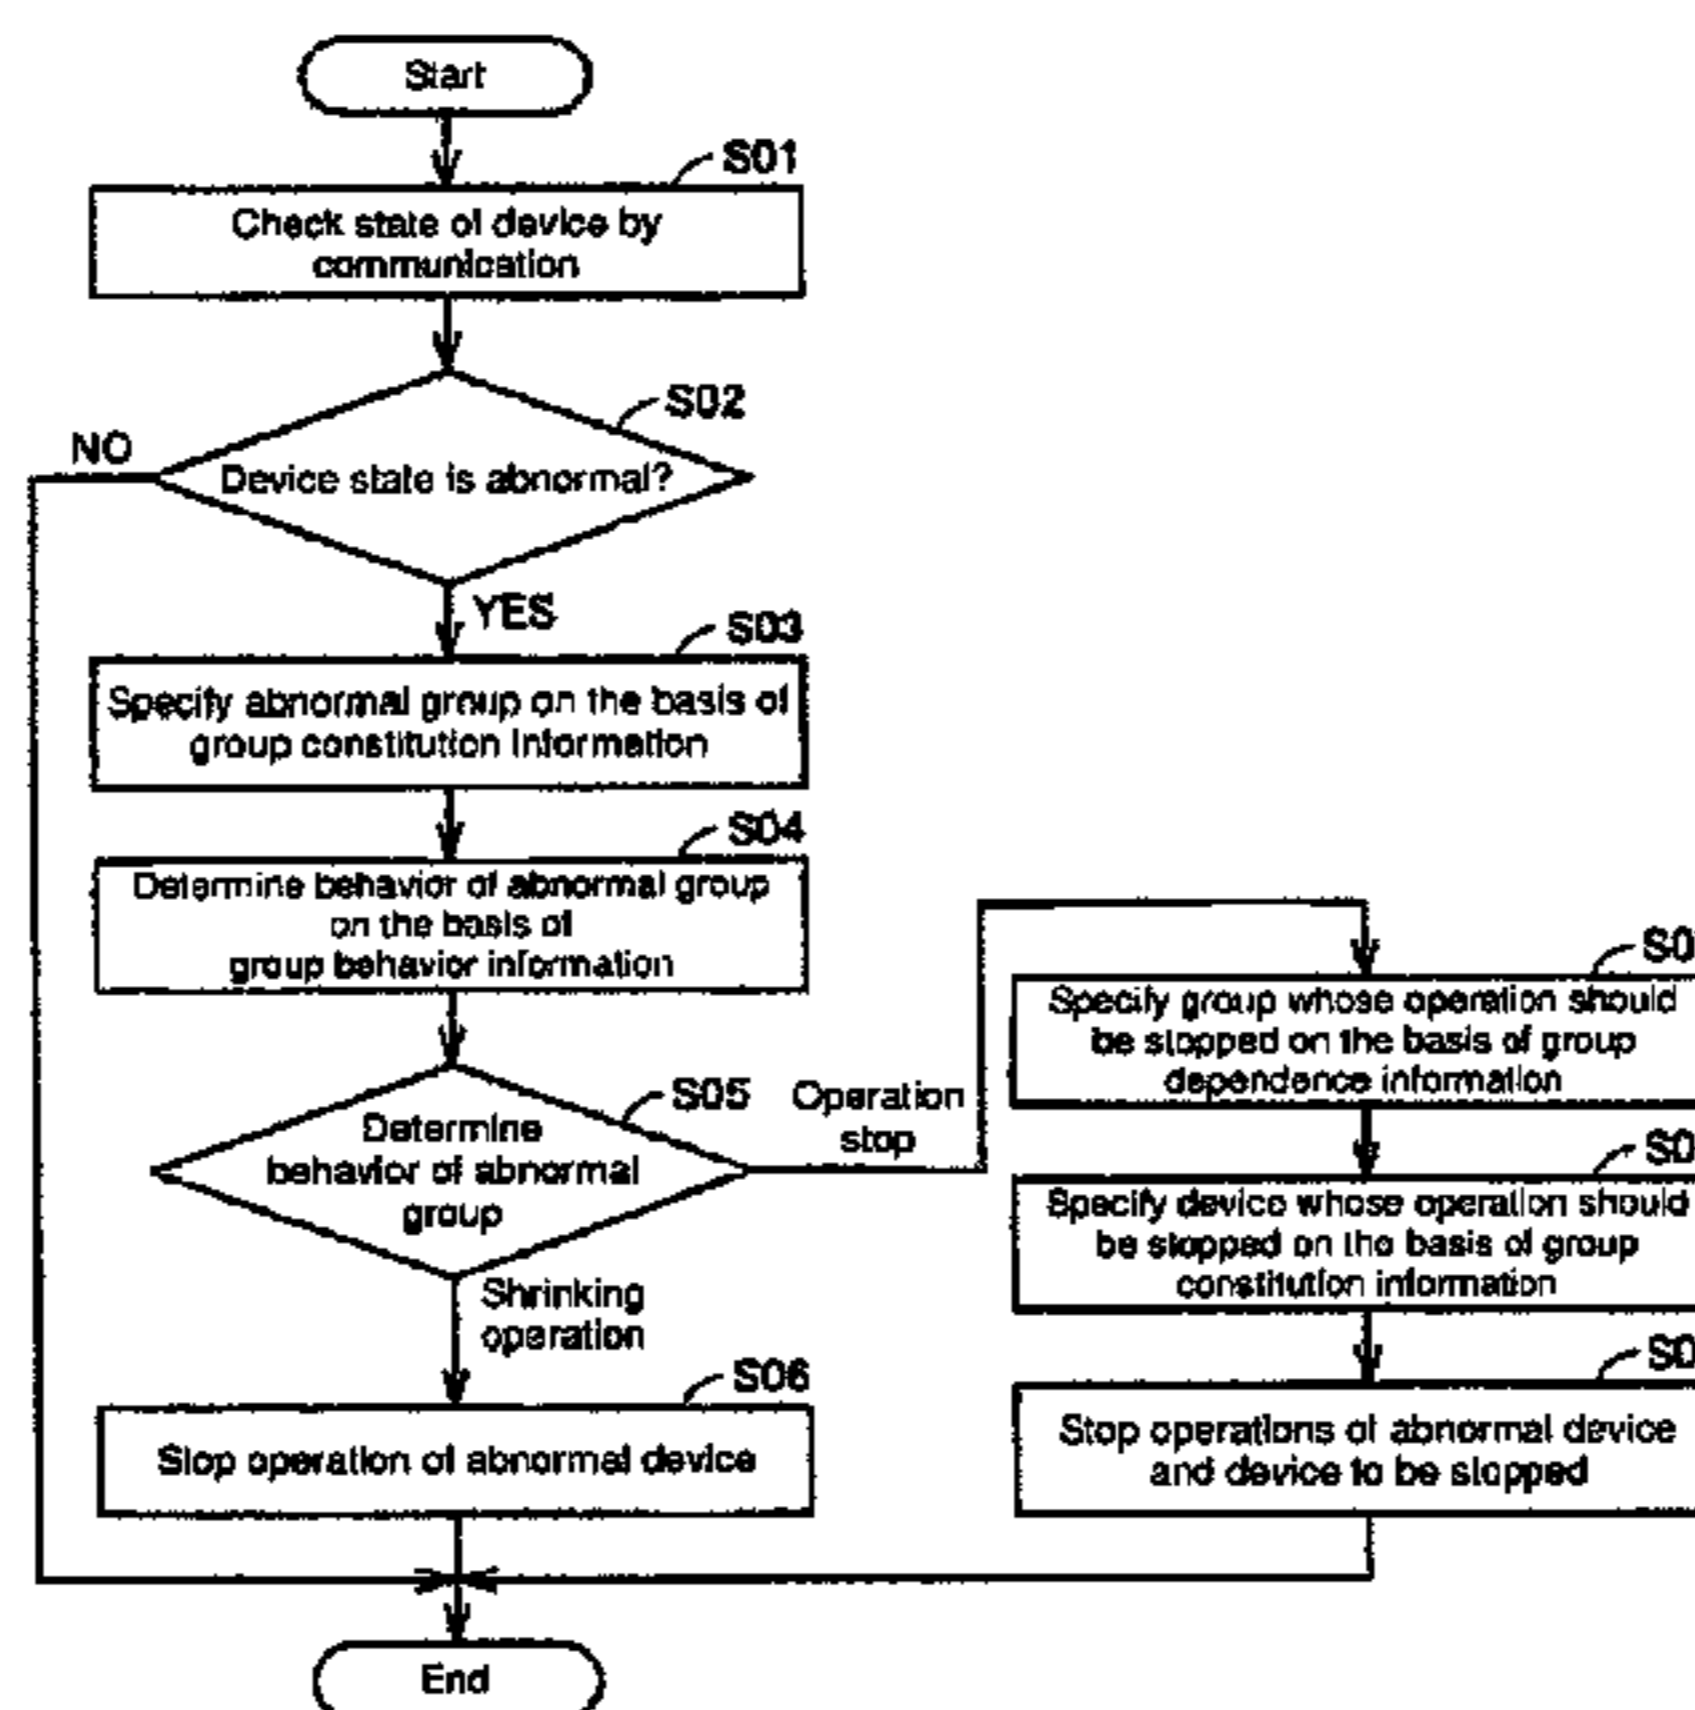 Start
S01
Check state of device by
communication
S02
NO
Device state is abnormal?
YES
S03
Specify abnormal group on the basis of
group constitution information
S04
Determine behavior of abnormal group
on the basis of
group behavior information
S05
Determine
behavior of abnormal
group
Operation
stop
Shrinking
operation
S06
Stop operation of abnormal device
Specify group whose operation should
be stopped on the basis of group
dependence information
Specify device whose operation should
be stopped on the basis of group
constitution information
Stop operations of abnormal device
and device to be stopped
End